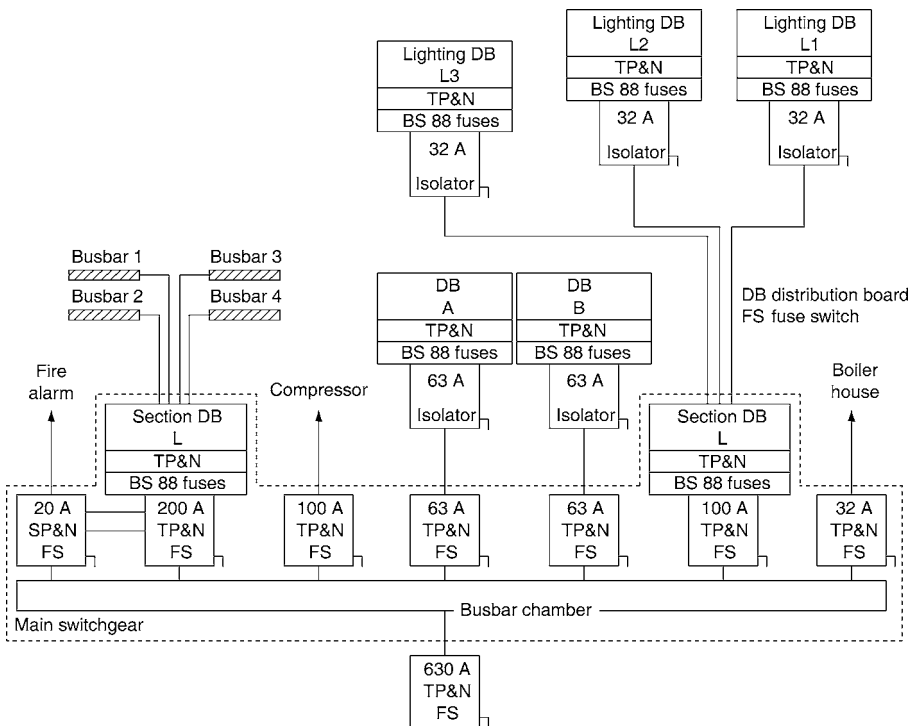 Lighting DB
L3
TP&N
BS 88 fuses
32 A
Isolator
Lighting DB
L2
TP&N
BS 88 fuses
32 A
Isolator
Lighting DB
L1
TP&N
BS 88 fuses
32 A
Isolator
Busbar 1
Busbar 2
Busbar 3
Busbar 4
DB
A
TP&N
BS 88 fuses
63 A
Isolator
DB
B
TP&N
BS 88 fuses
63 A
Isolator
DB distribution board
FS fuse switch
Fire
alarm
Section DB
L
TP&N
BS 88 fuses
Compressor
Section DB
L
TP&N
BS 88 fuses
Boiler
house
20 A
SP&N
FS
200 A
TP&N
FS
100 A
TP&N
FS
63 A
TP&N
FS
63 A
TP&N
FS
100 A
TP&N
FS
32 A
TP&N
FS
Busbar chamber
Main switchgear
630 A
TP&N
FS